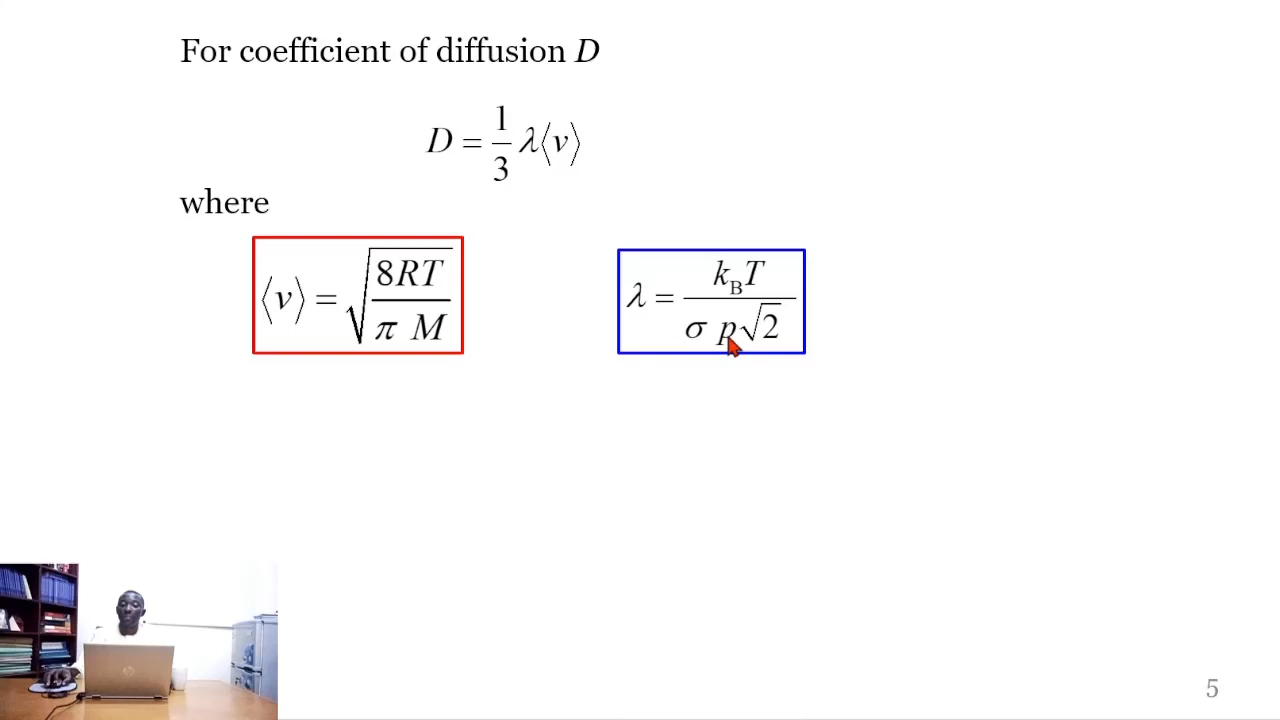 For coefficient of diffusion D
D = 1/3 λ⟨v⟩
where
⟨v⟩ = √(8RT / π M)
λ = k_B T / σ p√2
5